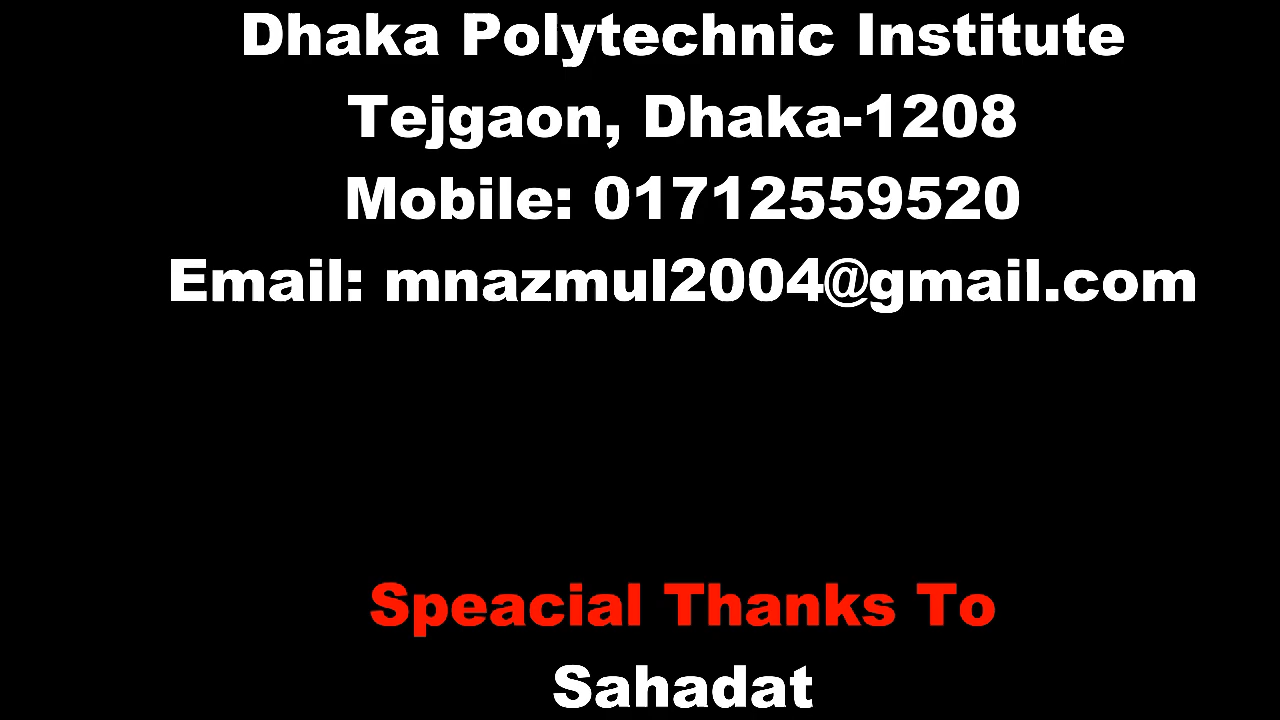 Dhaka Polytechnic Institute
Tejgaon, Dhaka-1208
Mobile: 01712559520
Email: mnazmul2004@gmail.com
Speacial Thanks To
Sahadat